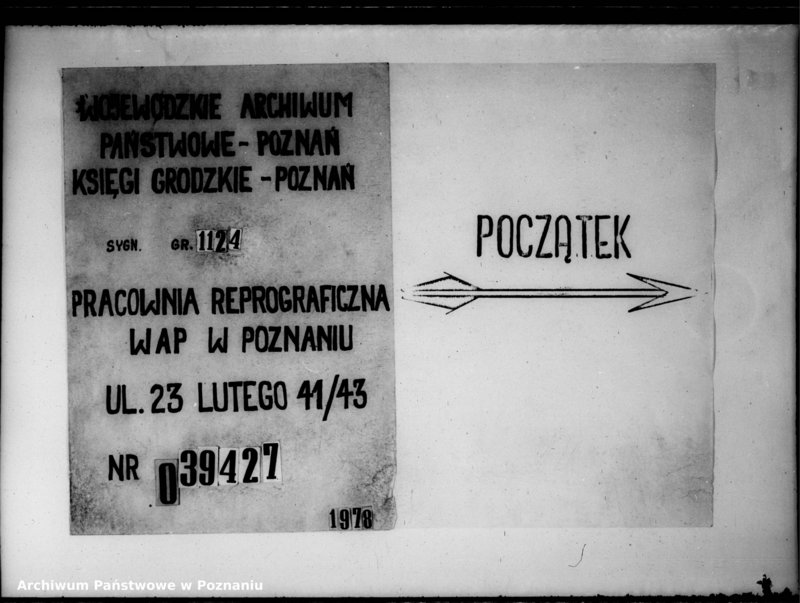 WOJEWÓDZKIE ARCHIWUM
PAŃSTWOWE - POZNAŃ
KSIĘGI GRODZKIE - POZNAŃ
SYGN. GR. 1124
PRACOWNIA REPROGRAFICZNA
WAP W POZNANIU
UL. 23 LUTEGO 41/43
NR 039427
1978
POCZĄTEK
Archiwum Państwowe w Poznaniu